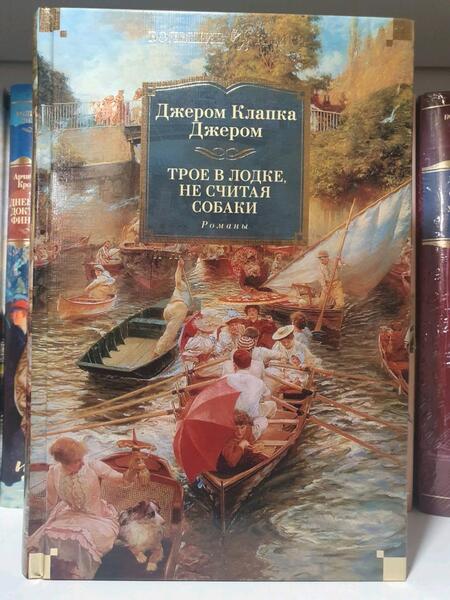 Джером Клапка
Джером
ТРОЕ В ЛОДКЕ,
НЕ СЧИТАЯ
СОБАКИ
Романы